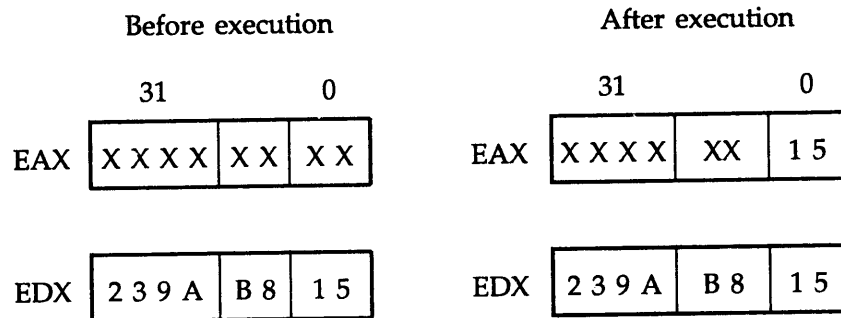 Before execution
After execution
31 0
31 0
EAX X X X X X X X X
EAX X X X X XX 1 5
EDX 2 3 9 A B 8 1 5
EDX 2 3 9 A B 8 1 5